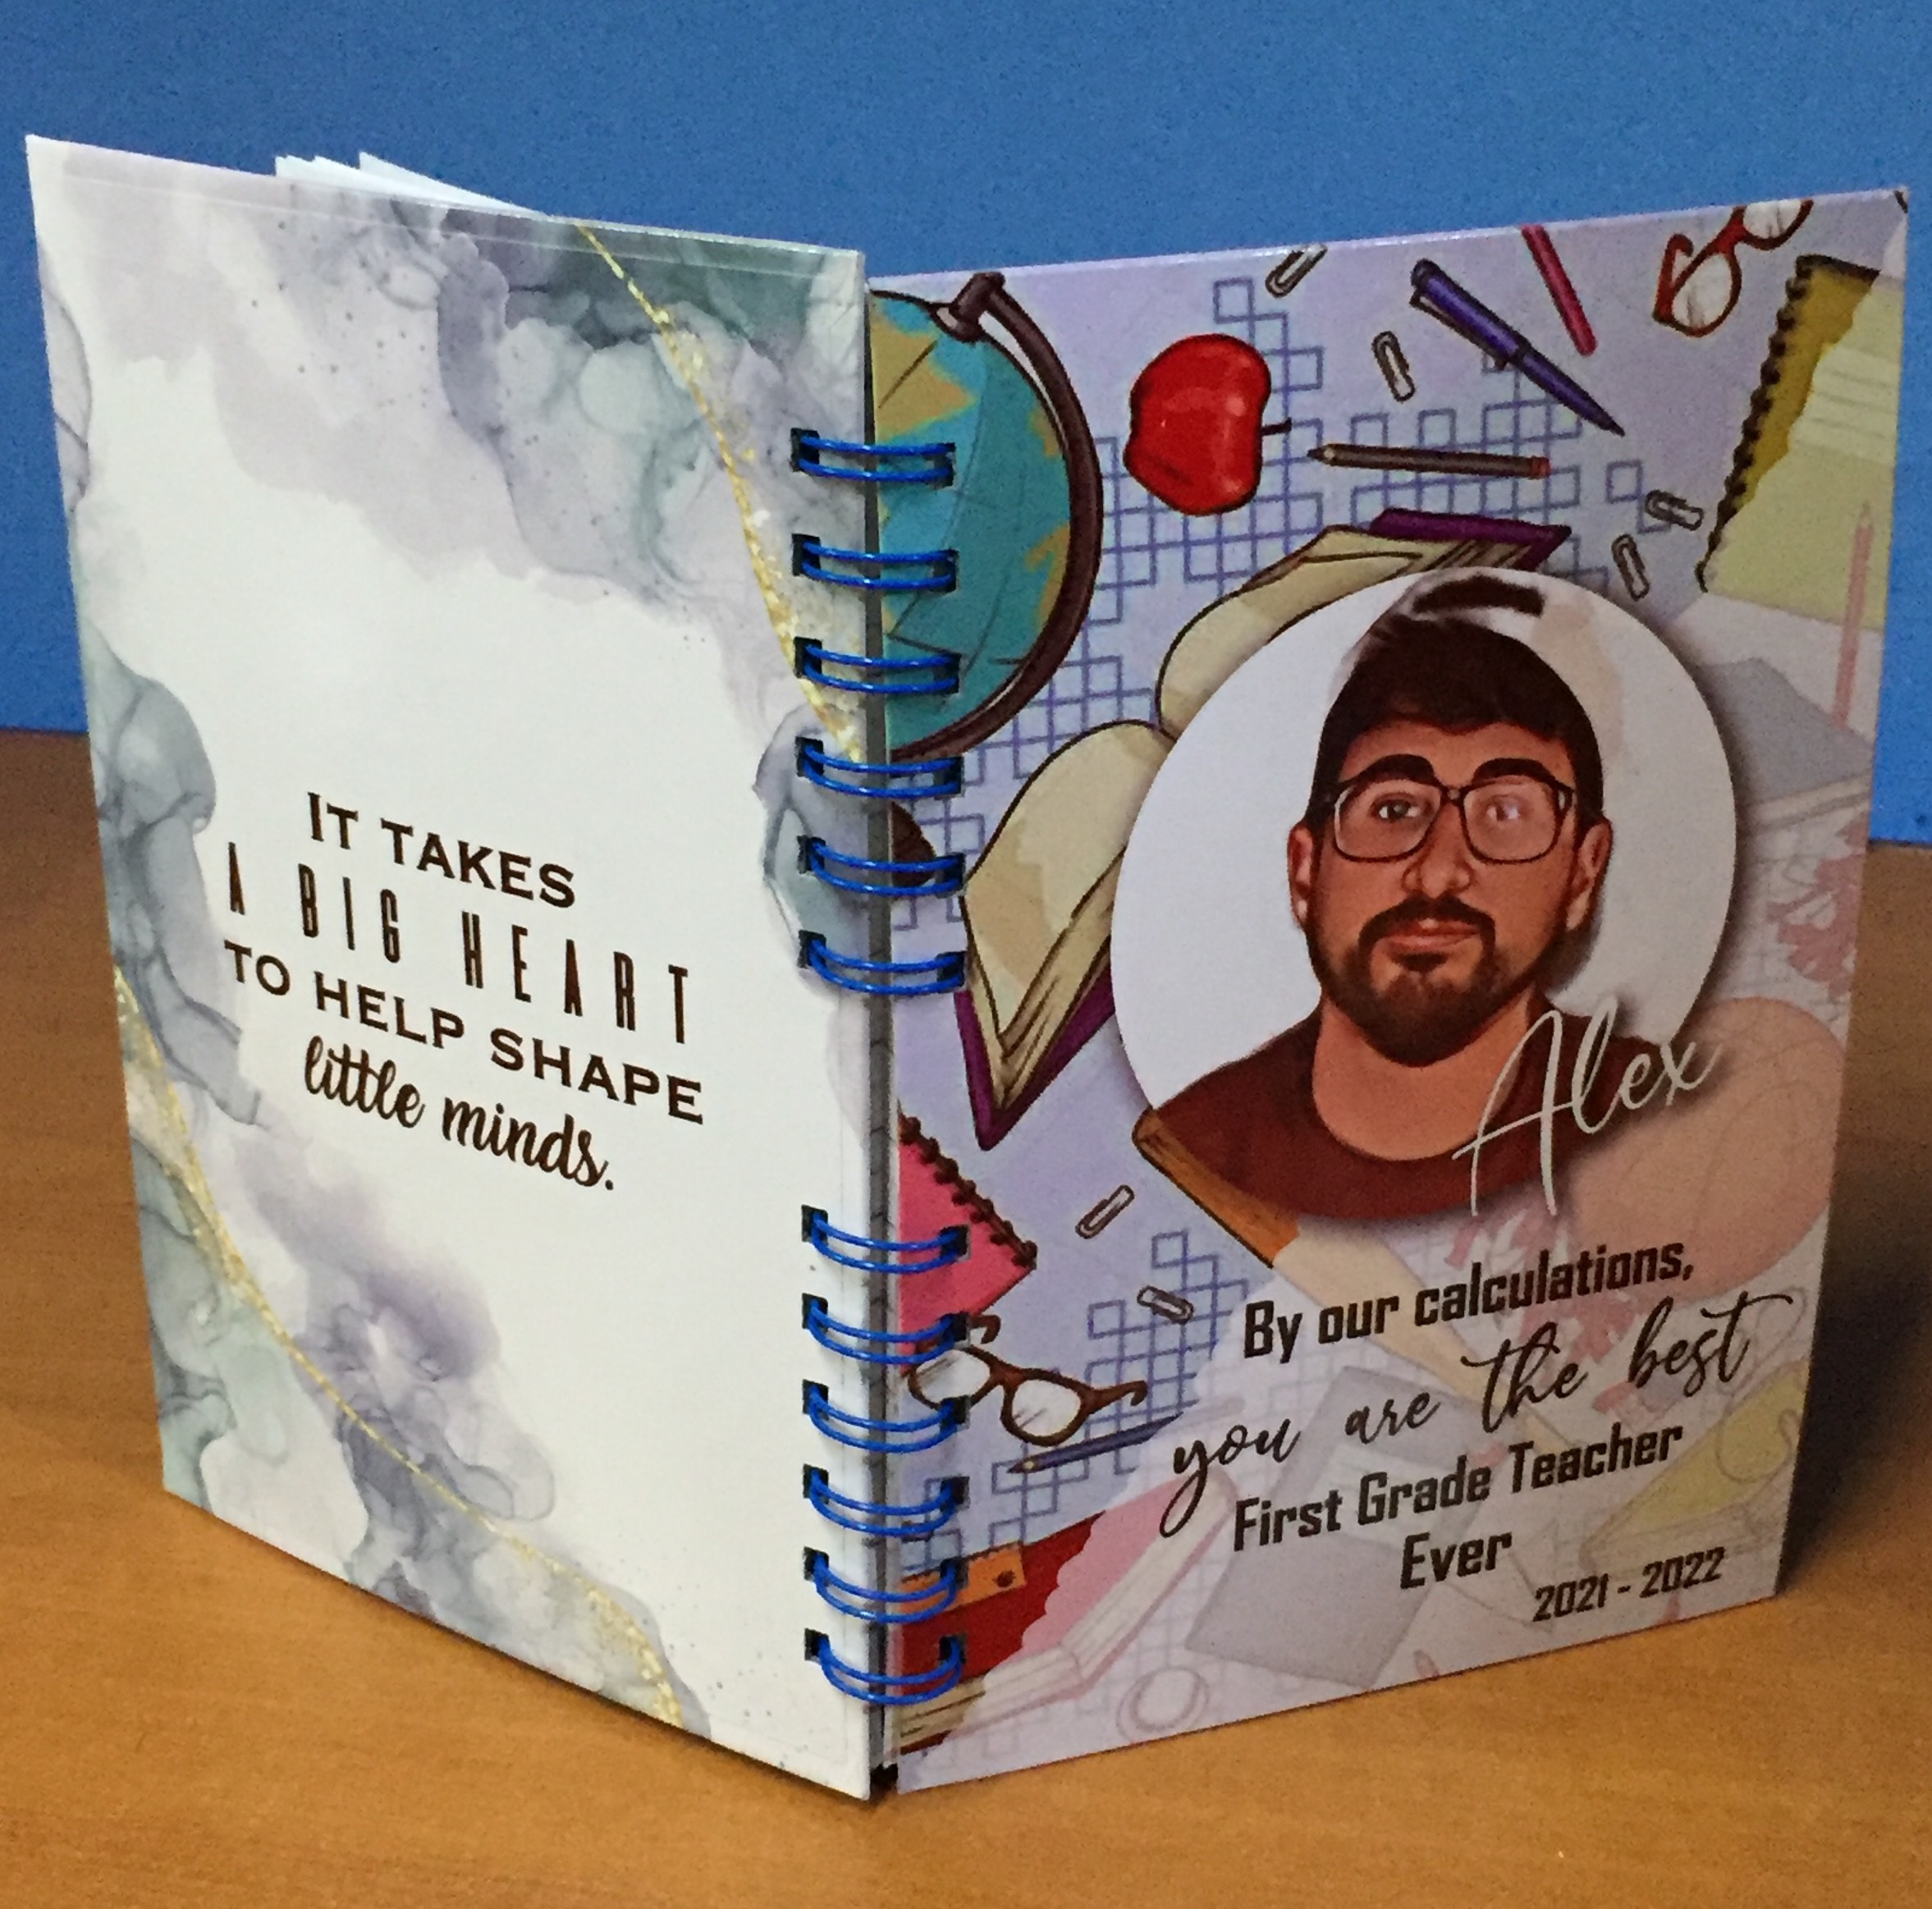 IT TAKES
A BIG HEART
TO HELP SHAPE
little minds.
Alex
By our calculations,
you are the best
First Grade Teacher
Ever
2021 - 2022